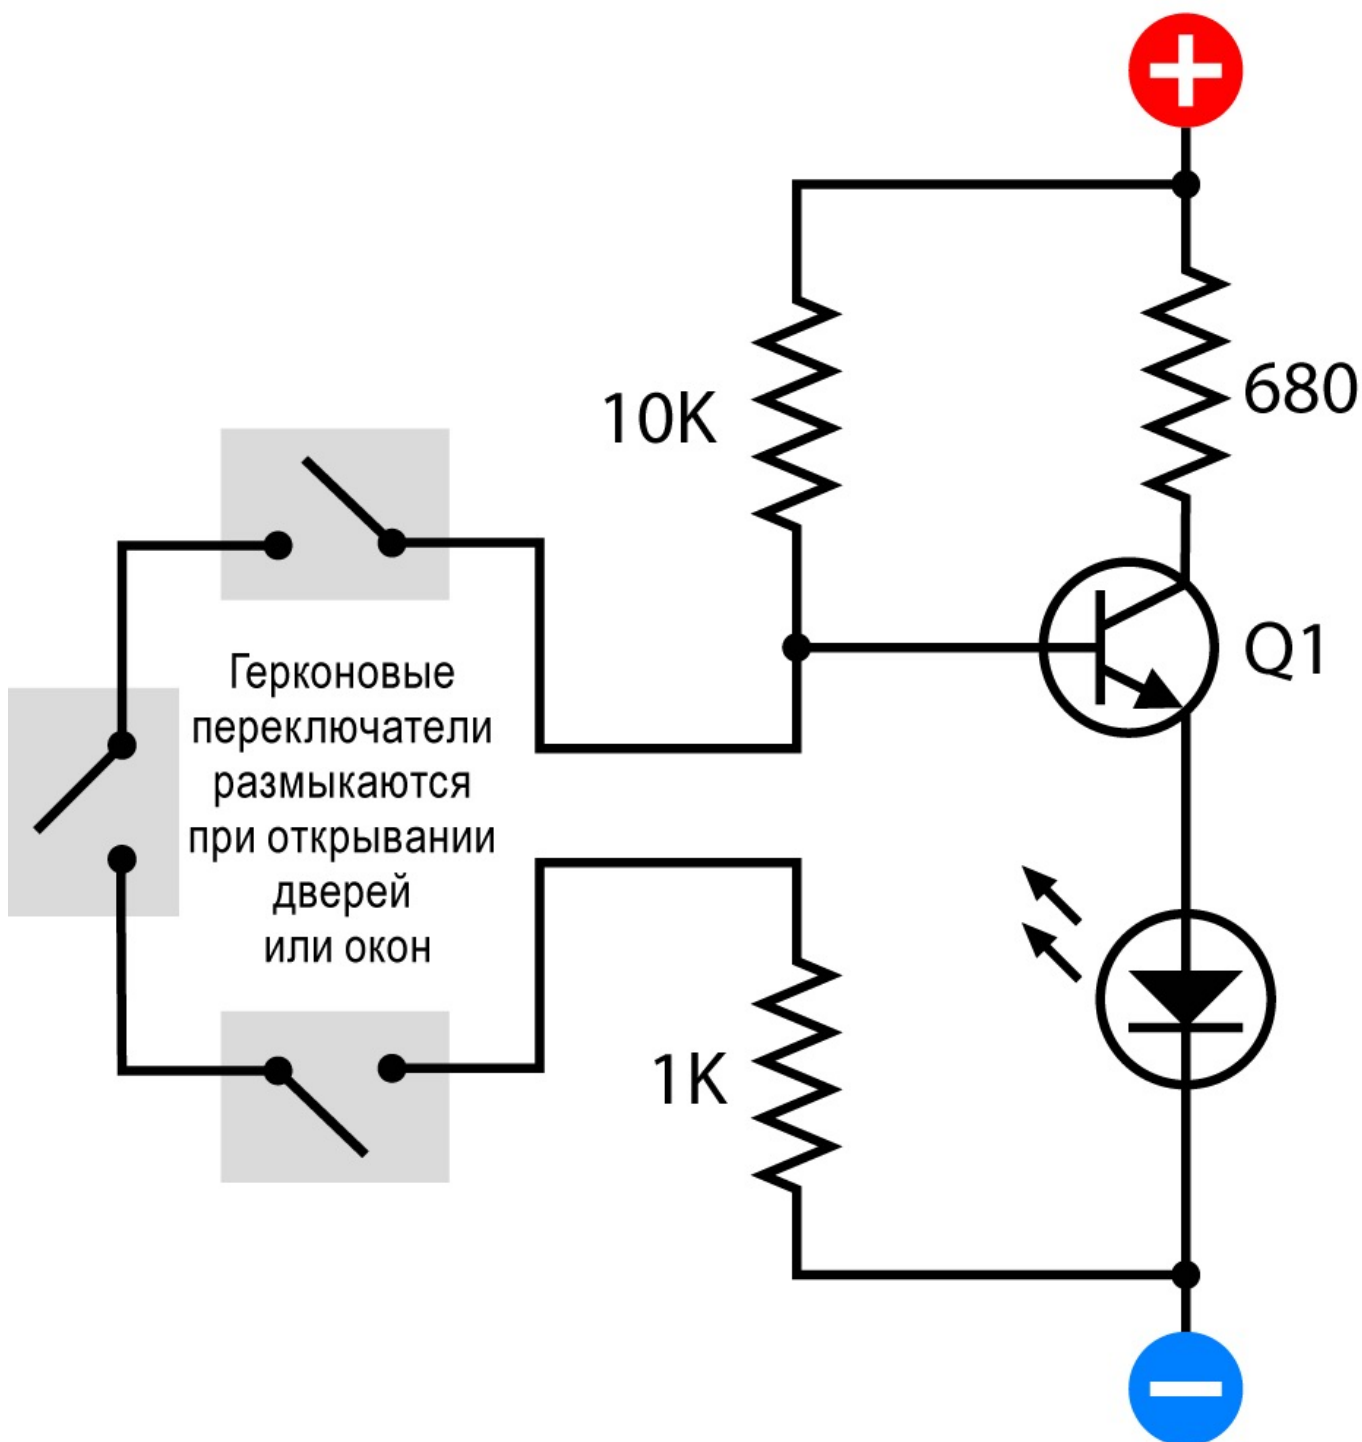 +
10K
680
Q1
Герконовые
переключатели
размыкаются
при открывании
дверей
или окон
1K
−